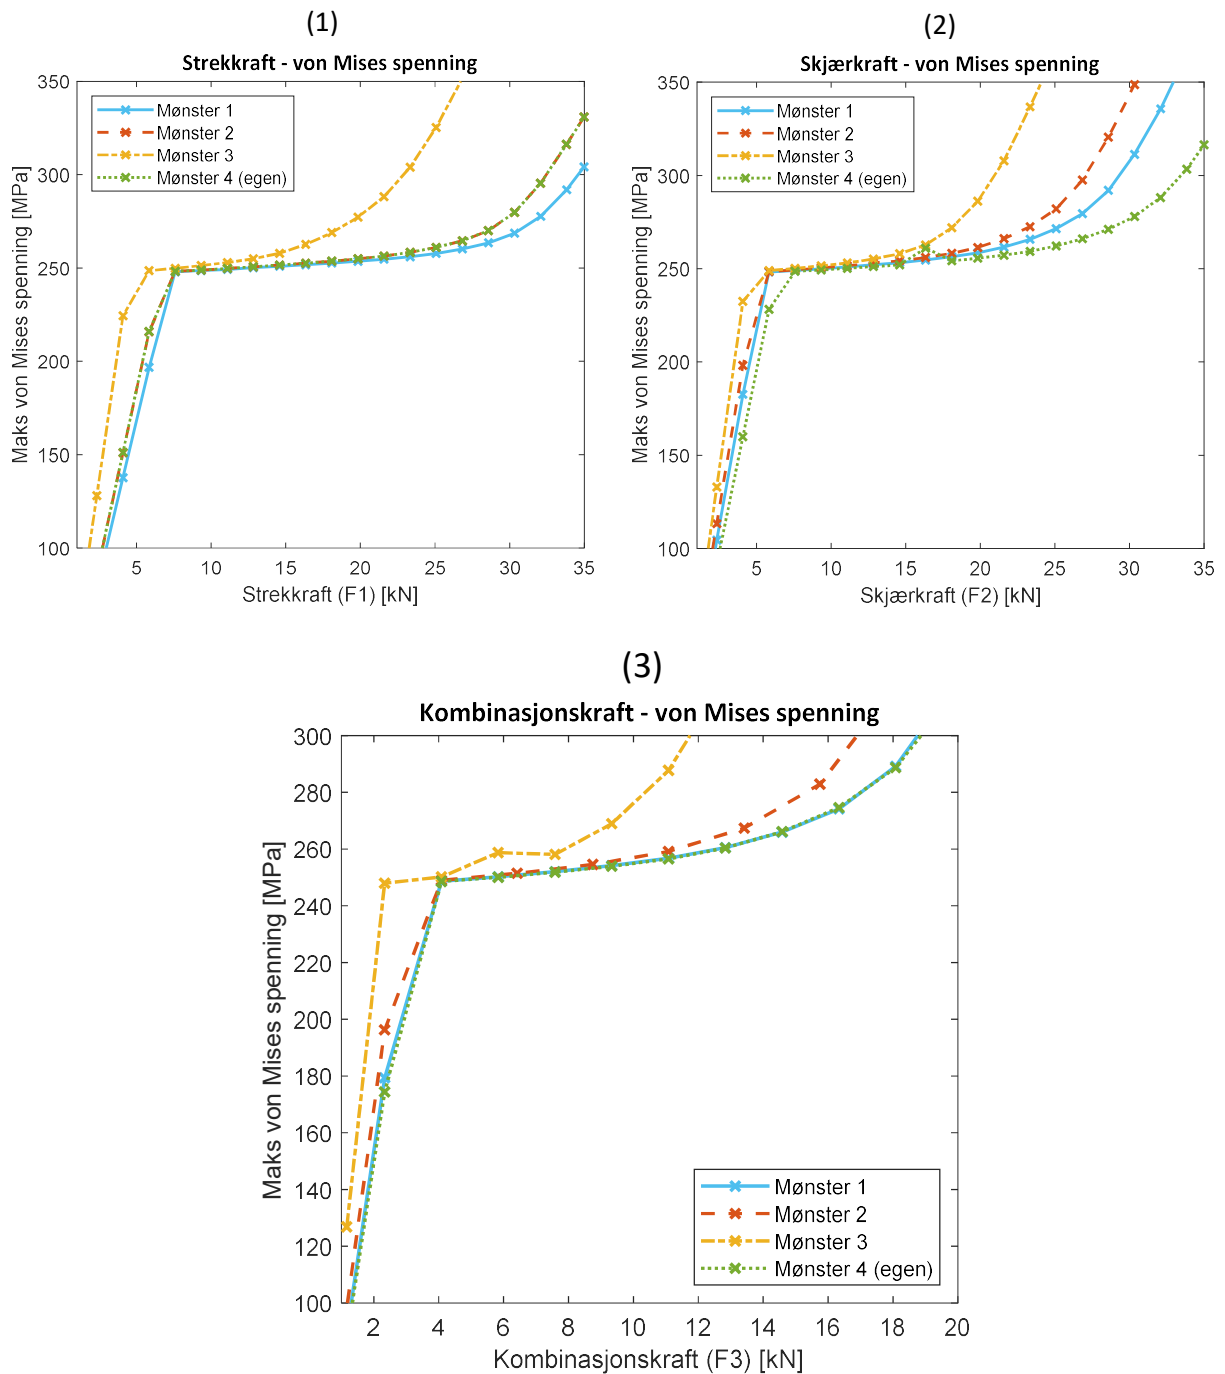 (1)
Strekkraft - von Mises spenning
Maks von Mises spenning [MPa]
350
300
250
200
150
100
Mønster 1
Mønster 2
Mønster 3
Mønster 4 (egen)
5 10 15 20 25 30 35
Strekkraft (F1) [kN]
(2)
Skjærkraft - von Mises spenning
Maks von Mises spenning [MPa]
350
300
250
200
150
100
Mønster 1
Mønster 2
Mønster 3
Mønster 4 (egen)
5 10 15 20 25 30 35
Skjærkraft (F2) [kN]
(3)
Kombinasjonskraft - von Mises spenning
Maks von Mises spenning [MPa]
300
280
260
240
220
200
180
160
140
120
100
Mønster 1
Mønster 2
Mønster 3
Mønster 4 (egen)
2 4 6 8 10 12 14 16 18 20
Kombinasjonskraft (F3) [kN]